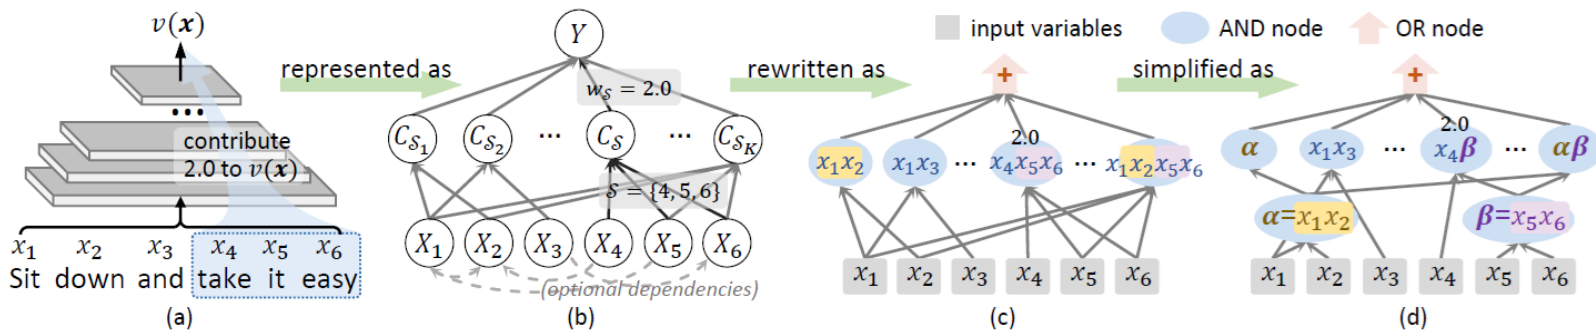 v(x)
contribute
2.0 to v(x)
x₁ x₂ x₃ x₄ x₅ x₆
Sit down and take it easy
(a)
represented as
Y
w_𝒮 = 2.0
C_𝒮₁ C_𝒮₂ ... C_𝒮 ... C_𝒮K
𝒮 = {4,5,6}
X₁ X₂ X₃ X₄ X₅ X₆
(optional dependencies)
(b)
rewritten as
input variables AND node OR node
+
2.0
x₁x₂ x₁x₃ ... x₄x₅x₆ ... x₁x₂x₅x₆
x₁ x₂ x₃ x₄ x₅ x₆
(c)
simplified as
+
2.0
α x₁x₃ ... x₄β ... αβ
α=x₁x₂ β=x₅x₆
x₁ x₂ x₃ x₄ x₅ x₆
(d)